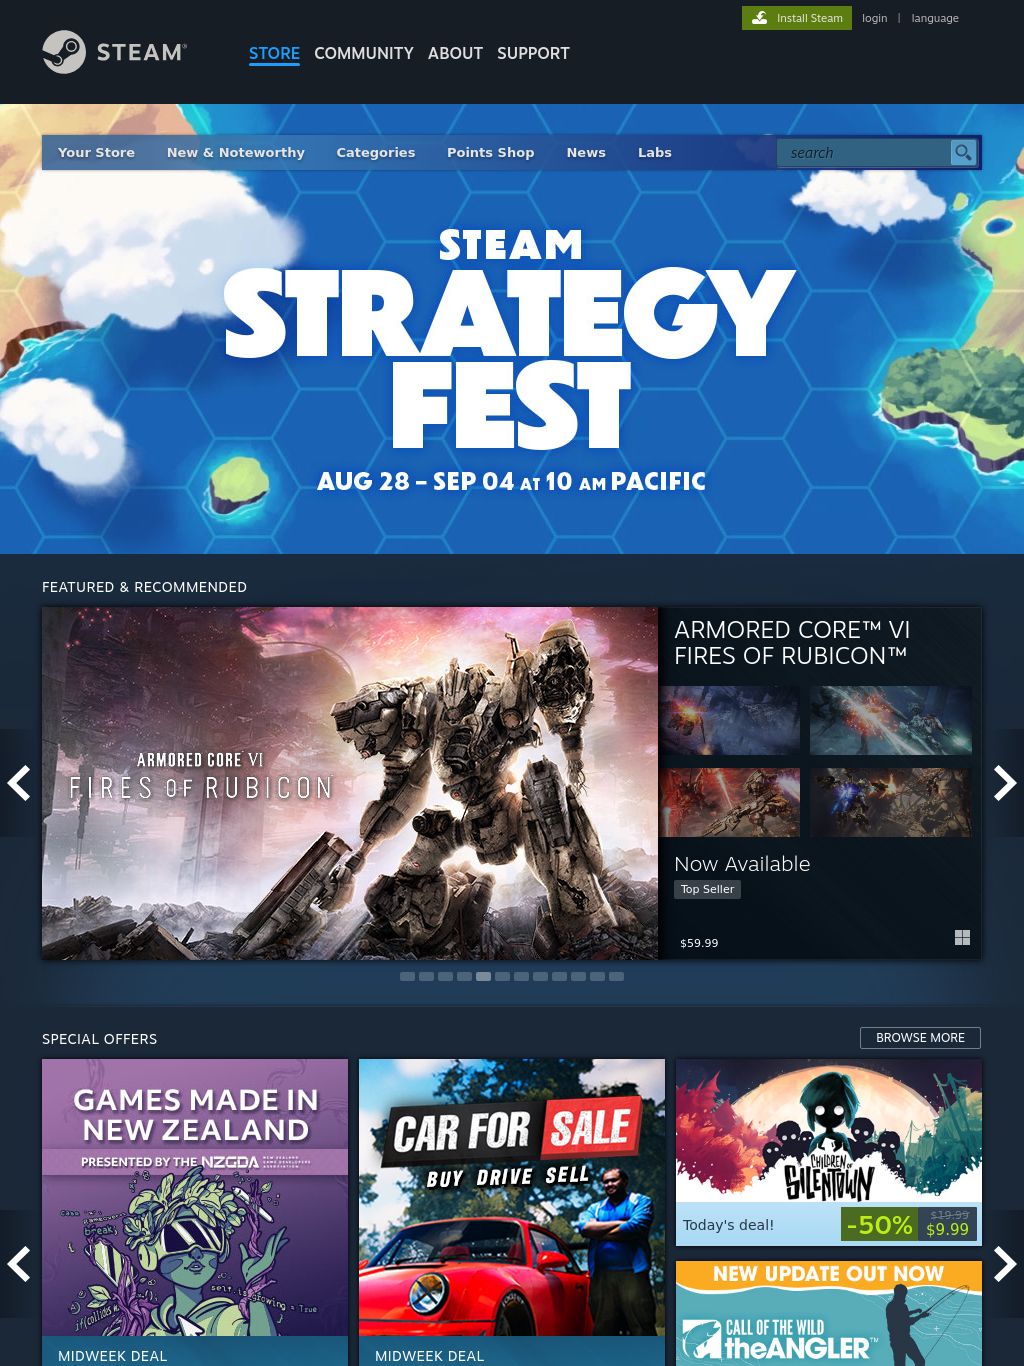 Install Steam
login | language
STEAM®
STORE COMMUNITY ABOUT SUPPORT
Your Store New & Noteworthy Categories Points Shop News Labs search
STEAM
STRATEGY
FEST
AUG 28 – SEP 04 AT 10 AM PACIFIC
FEATURED & RECOMMENDED
ARMORED CORE VI
FIRES OF RUBICON
ARMORED CORE™ VI
FIRES OF RUBICON™
Now Available
Top Seller
$59.99
SPECIAL OFFERS
BROWSE MORE
GAMES MADE IN
NEW ZEALAND
PRESENTED BY THE NZGDA NEW ZEALAND GAME DEVELOPERS ASSOCIATION
break;
self.is_growing = True
MIDWEEK DEAL
CAR FOR SALE
BUY DRIVE SELL
MIDWEEK DEAL
CHILDREN OF
SILENTOWN
Today's deal!
-50%
$19.99
$9.99
NEW UPDATE OUT NOW
CALL OF THE WILD
theANGLER™